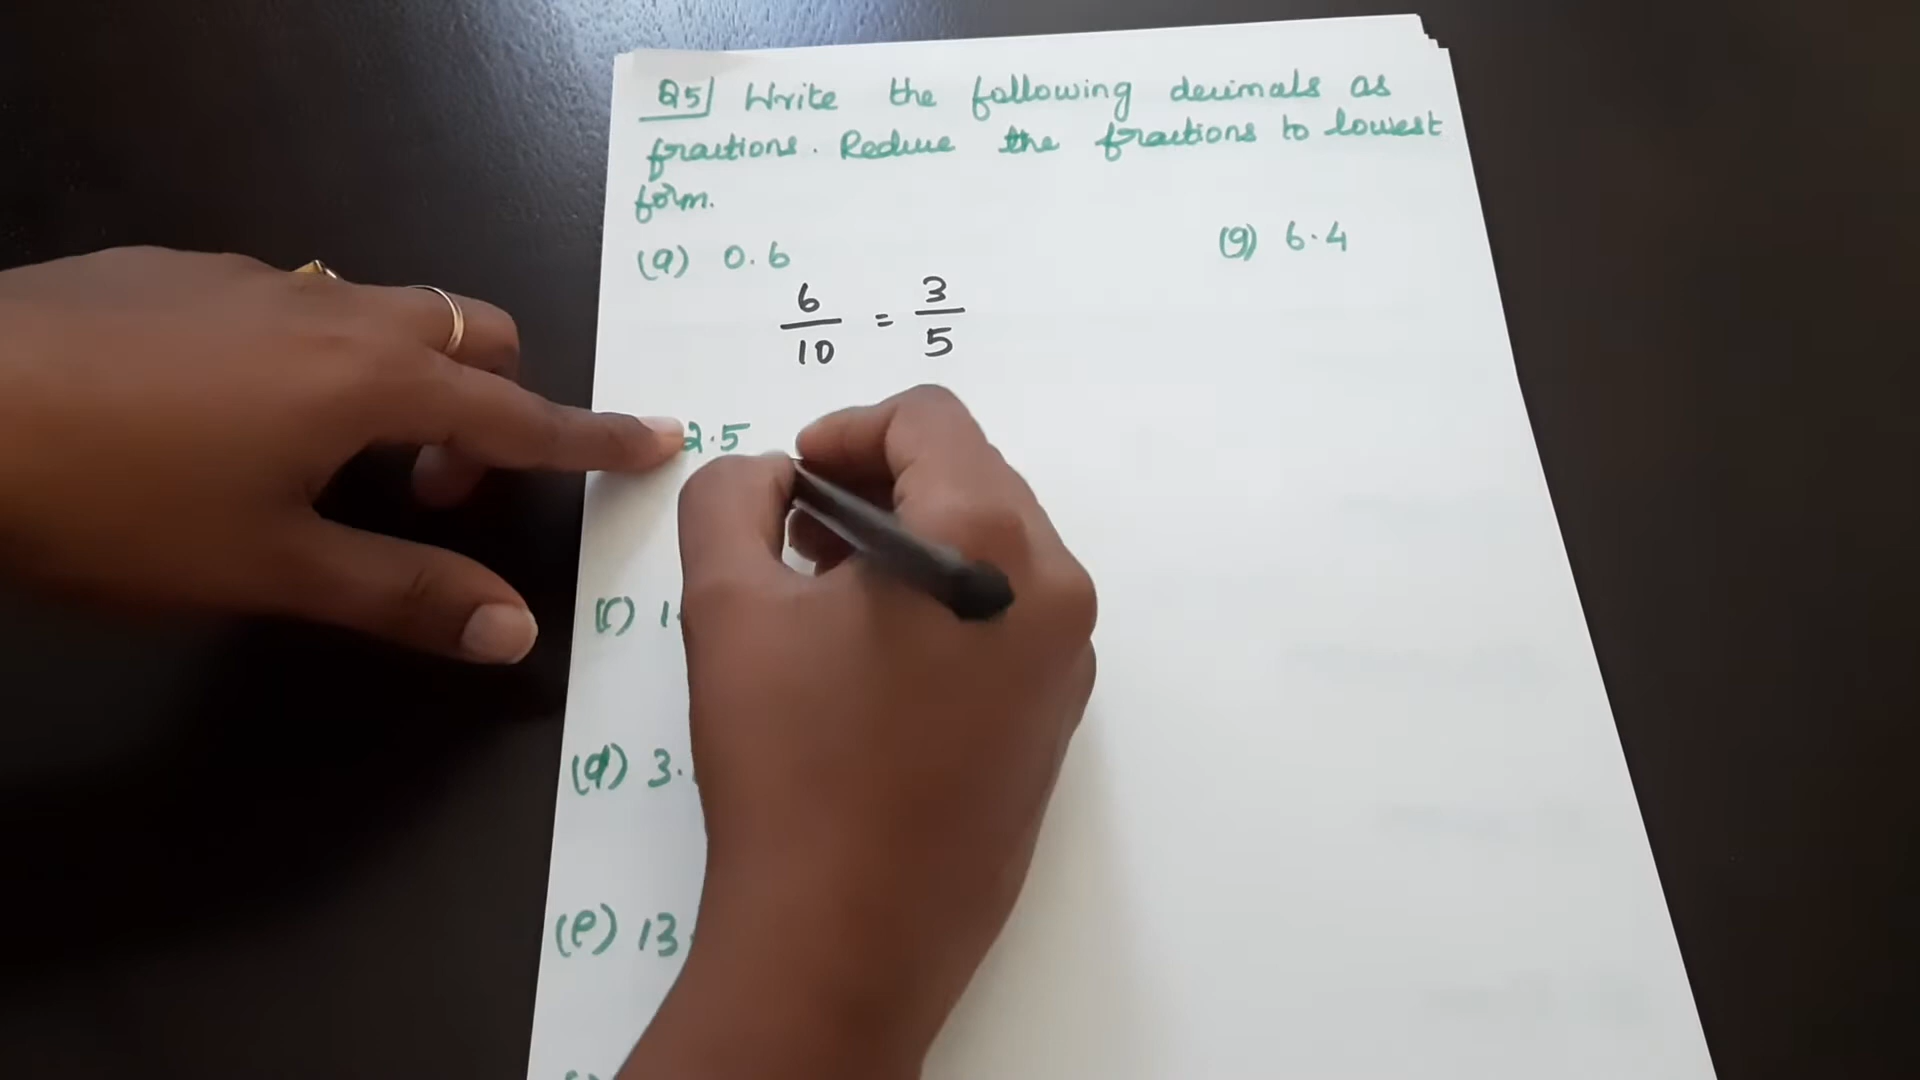 Q5 Write the following decimals as
fractions. Reduce the fractions to lowest
form.
(a) 0.6
(g) 6.4
6/10 = 3/5
2.5
(c) 1.
(d) 3.
(e) 13.